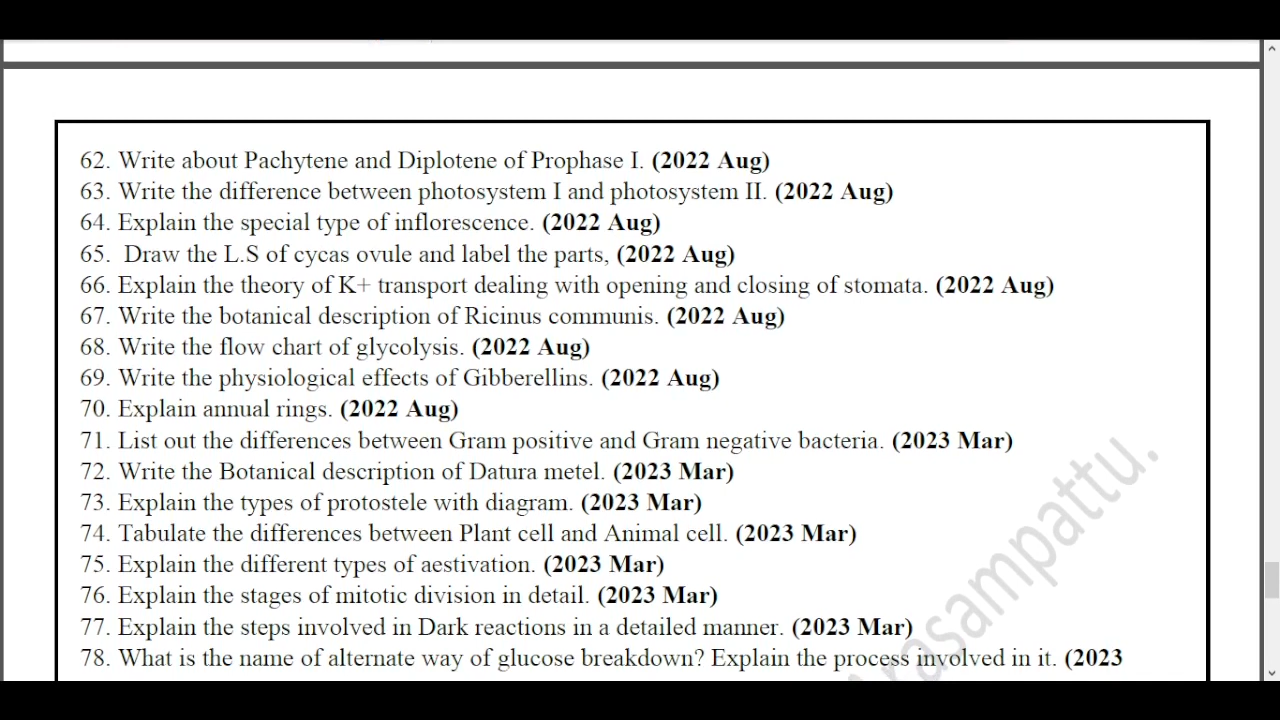 62. Write about Pachytene and Diplotene of Prophase I. (2022 Aug)
63. Write the difference between photosystem I and photosystem II. (2022 Aug)
64. Explain the special type of inflorescence. (2022 Aug)
65. Draw the L.S of cycas ovule and label the parts, (2022 Aug)
66. Explain the theory of K+ transport dealing with opening and closing of stomata. (2022 Aug)
67. Write the botanical description of Ricinus communis. (2022 Aug)
68. Write the flow chart of glycolysis. (2022 Aug)
69. Write the physiological effects of Gibberellins. (2022 Aug)
70. Explain annual rings. (2022 Aug)
71. List out the differences between Gram positive and Gram negative bacteria. (2023 Mar)
72. Write the Botanical description of Datura metel. (2023 Mar)
73. Explain the types of protostele with diagram. (2023 Mar)
74. Tabulate the differences between Plant cell and Animal cell. (2023 Mar)
75. Explain the different types of aestivation. (2023 Mar)
76. Explain the stages of mitotic division in detail. (2023 Mar)
77. Explain the steps involved in Dark reactions in a detailed manner. (2023 Mar)
78. What is the name of alternate way of glucose breakdown? Explain the process involved in it. (2023